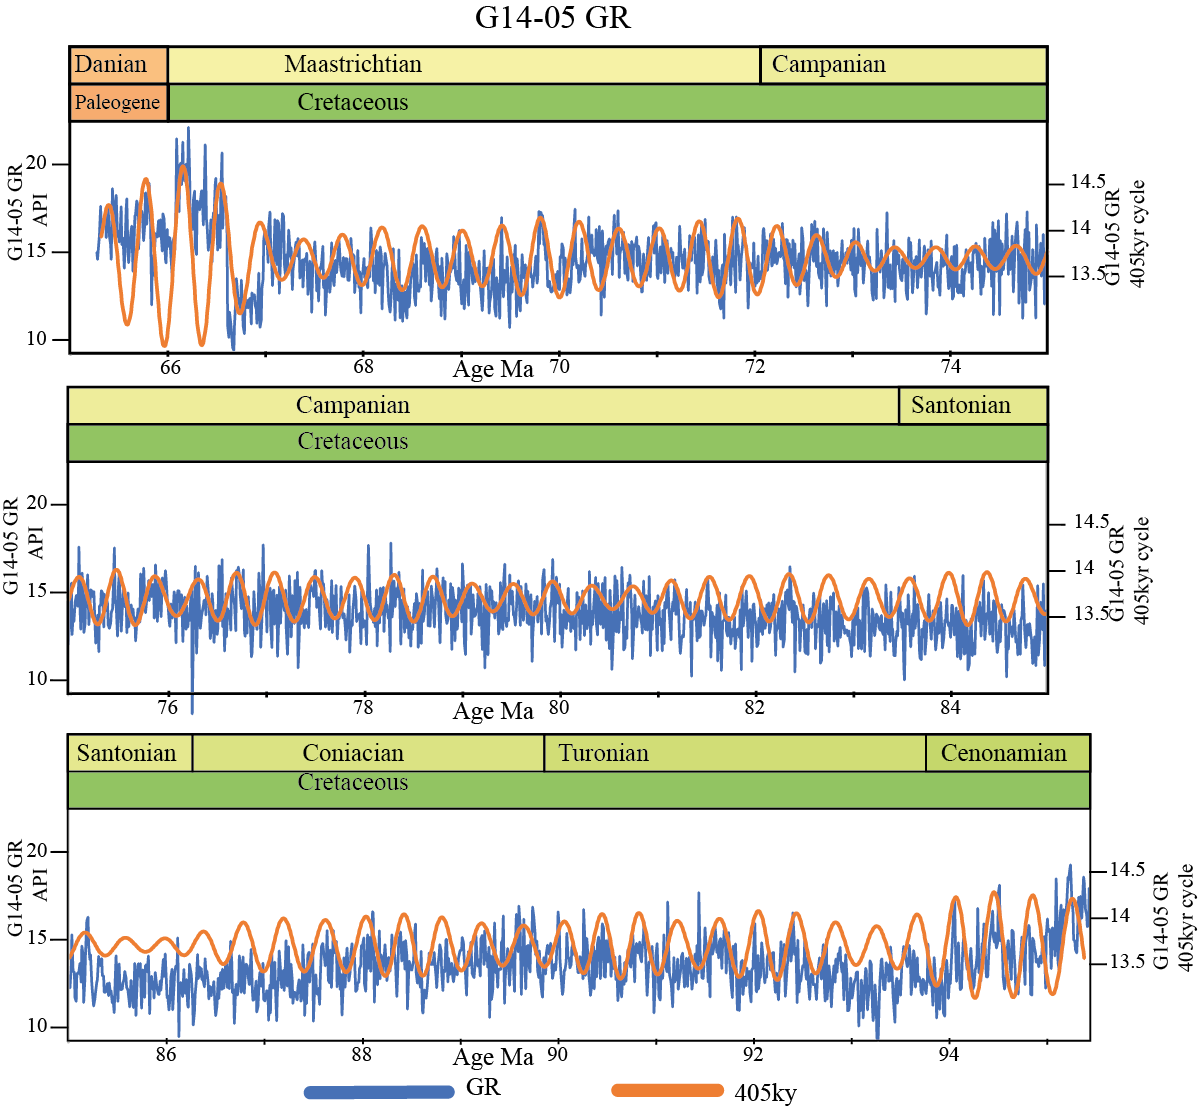 G14-05 GR
Danian
Maastrichtian
Campanian
Paleogene
Cretaceous
G14-05 GR
API
20
15
10
14.5
14
13.5
G14-05 GR
405kyr cycle
66
68
70
72
74
Age Ma
Campanian
Santonian
Cretaceous
G14-05 GR
API
20
15
10
14.5
14
13.5
G14-05 GR
405kyr cycle
76
78
80
82
84
Age Ma
Santonian
Coniacian
Turonian
Cenonamian
Cretaceous
G14-05 GR
API
20
15
10
14.5
14
13.5
G14-05 GR
405kyr cycle
86
88
90
92
94
Age Ma
GR
405ky